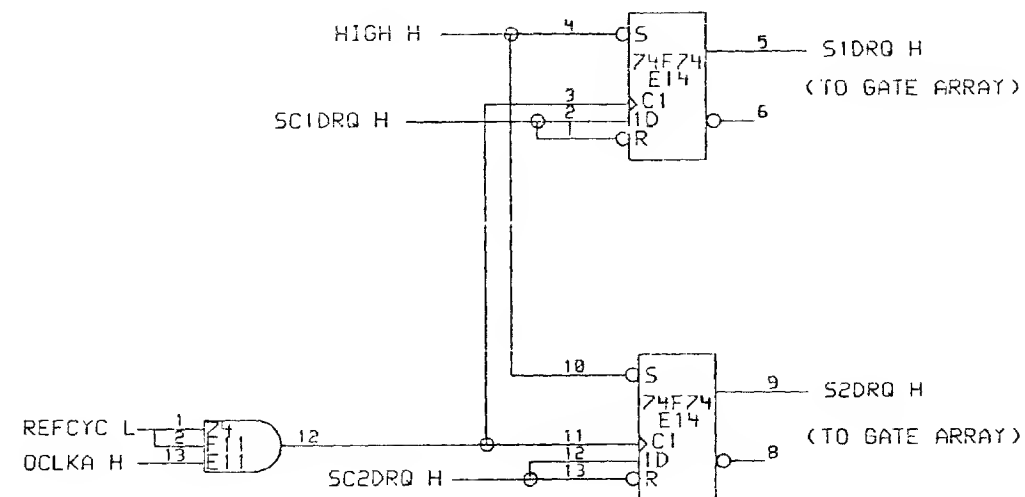 HIGH H
4
S
74F74
E14
5
S1DRQ H
(TO GATE ARRAY)
3
C1
SC1DRQ H
2
1D
1
R
6
10
S
74F74
E14
9
S2DRQ H
(TO GATE ARRAY)
REFCYC L
1
74
2
F11
OCLKA H
13
E11
12
11
C1
12
1D
SC2DRQ H
13
R
8